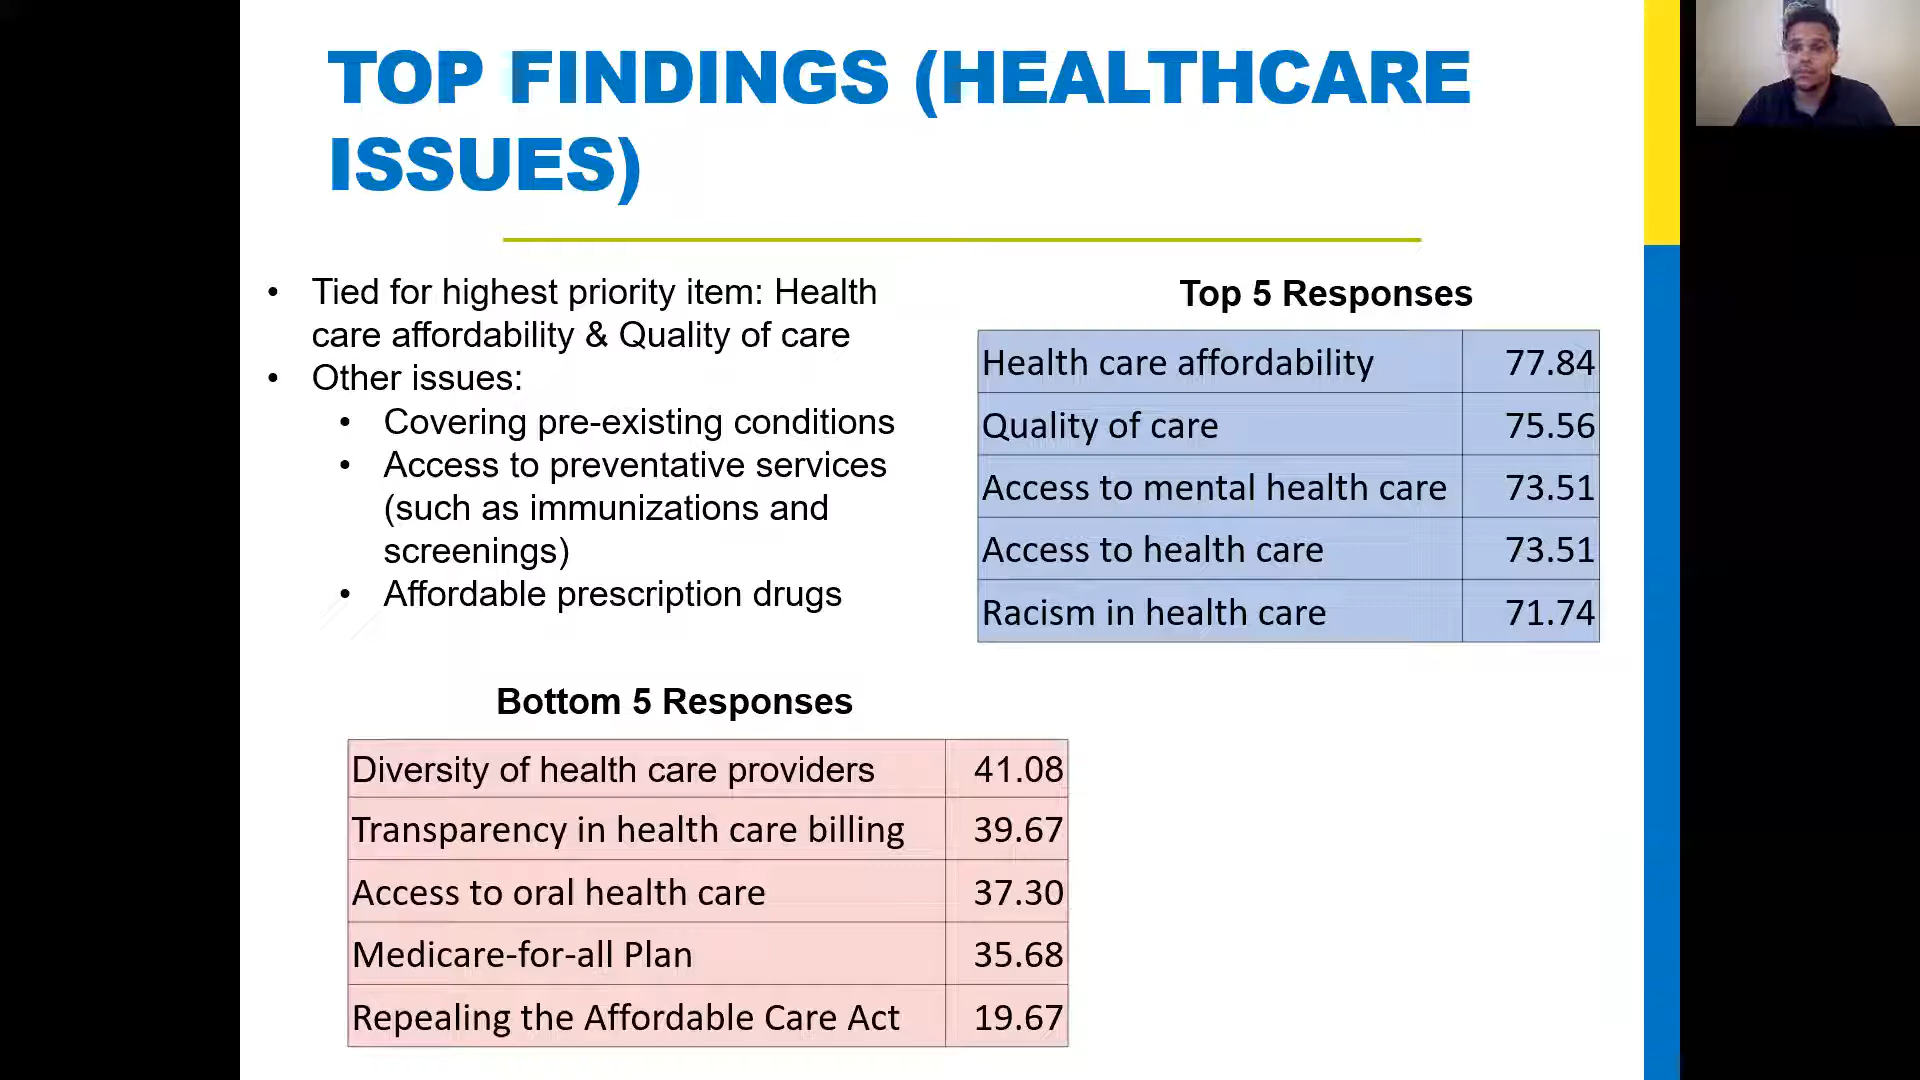 TOP FINDINGS (HEALTHCARE
ISSUES)
• Tied for highest priority item: Health
care affordability & Quality of care
• Other issues:
• Covering pre-existing conditions
• Access to preventative services
(such as immunizations and
screenings)
• Affordable prescription drugs
Top 5 Responses
Health care affordability 77.84
Quality of care 75.56
Access to mental health care 73.51
Access to health care 73.51
Racism in health care 71.74
Bottom 5 Responses
Diversity of health care providers 41.08
Transparency in health care billing 39.67
Access to oral health care 37.30
Medicare-for-all Plan 35.68
Repealing the Affordable Care Act 19.67